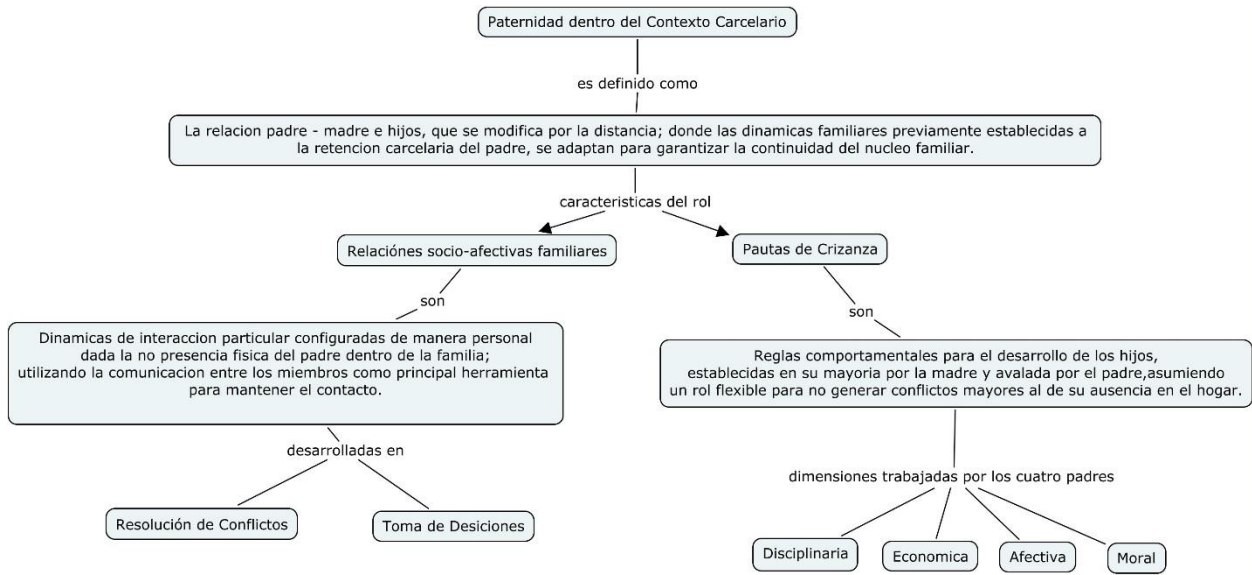 Paternidad dentro del Contexto Carcelario
es definido como
La relacion padre - madre e hijos, que se modifica por la distancia; donde las dinamicas familiares previamente establecidas a
la retencion carcelaria del padre, se adaptan para garantizar la continuidad del nucleo familiar.
caracteristicas del rol
Relaciónes socio-afectivas familiares
Pautas de Crizanza
son
son
Dinamicas de interaccion particular configuradas de manera personal
dada la no presencia fisica del padre dentro de la familia;
utilizando la comunicacion entre los miembros como principal herramienta
para mantener el contacto.
Reglas comportamentales para el desarrollo de los hijos,
establecidas en su mayoria por la madre y avalada por el padre,asumiendo
un rol flexible para no generar conflictos mayores al de su ausencia en el hogar.
desarrolladas en
dimensiones trabajadas por los cuatro padres
Resolución de Conflictos
Toma de Desiciones
Disciplinaria
Economica
Afectiva
Moral